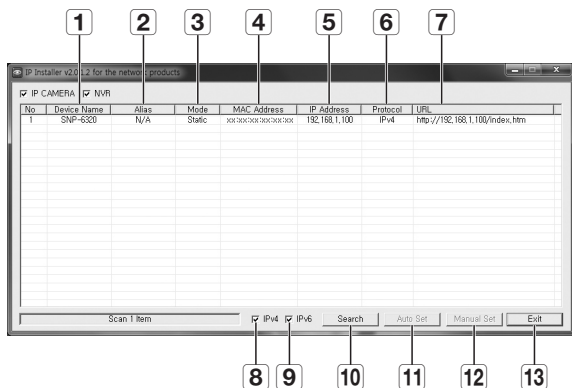 1 2 3 4 5 6 7
IP Installer v2.0.1.2 for the network products
IP CAMERA NVR
No Device Name Alias Mode MAC Address IP Address Protocol URL
1 SNP-6320 N/A Static xx:xx:xx:xx:xx:xx 192,168,1,100 IPv4 http://192,168,1,100/index,htm
Scan 1 Item IPv4 IPv6 Search Auto Set Manual Set Exit
8 9 10 11 12 13